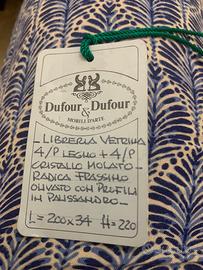 Dufour & Dufour
MOBILI D'ARTE
- LIBRERIA VETRINA
4/P LEGNO + 4/P
CRISTALLO MOLATO -
RADICA FRASSINO
OLIVATO CON PROFILI
IN PALISSANDRO -
L = 200x34 H = 220